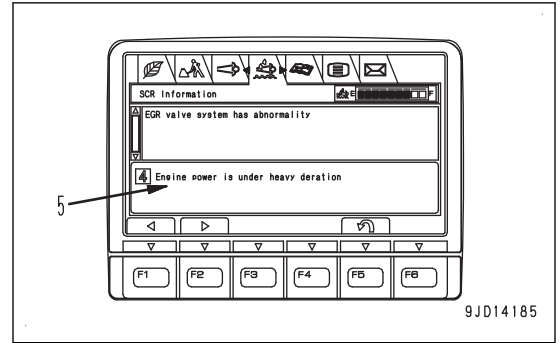 SCR Information
E F
EGR valve system has abnormality
4 Engine power is under heavy deration
5
F1 F2 F3 F4 F5 F6
9JD14185